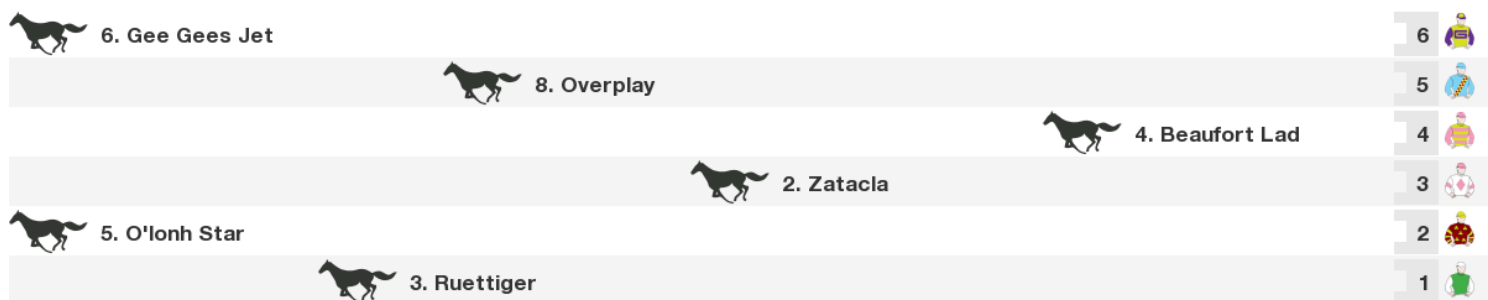 6. Gee Gees Jet 6
8. Overplay 5
4. Beaufort Lad 4
2. Zatacla 3
5. O'lonh Star 2
3. Ruettiger 1